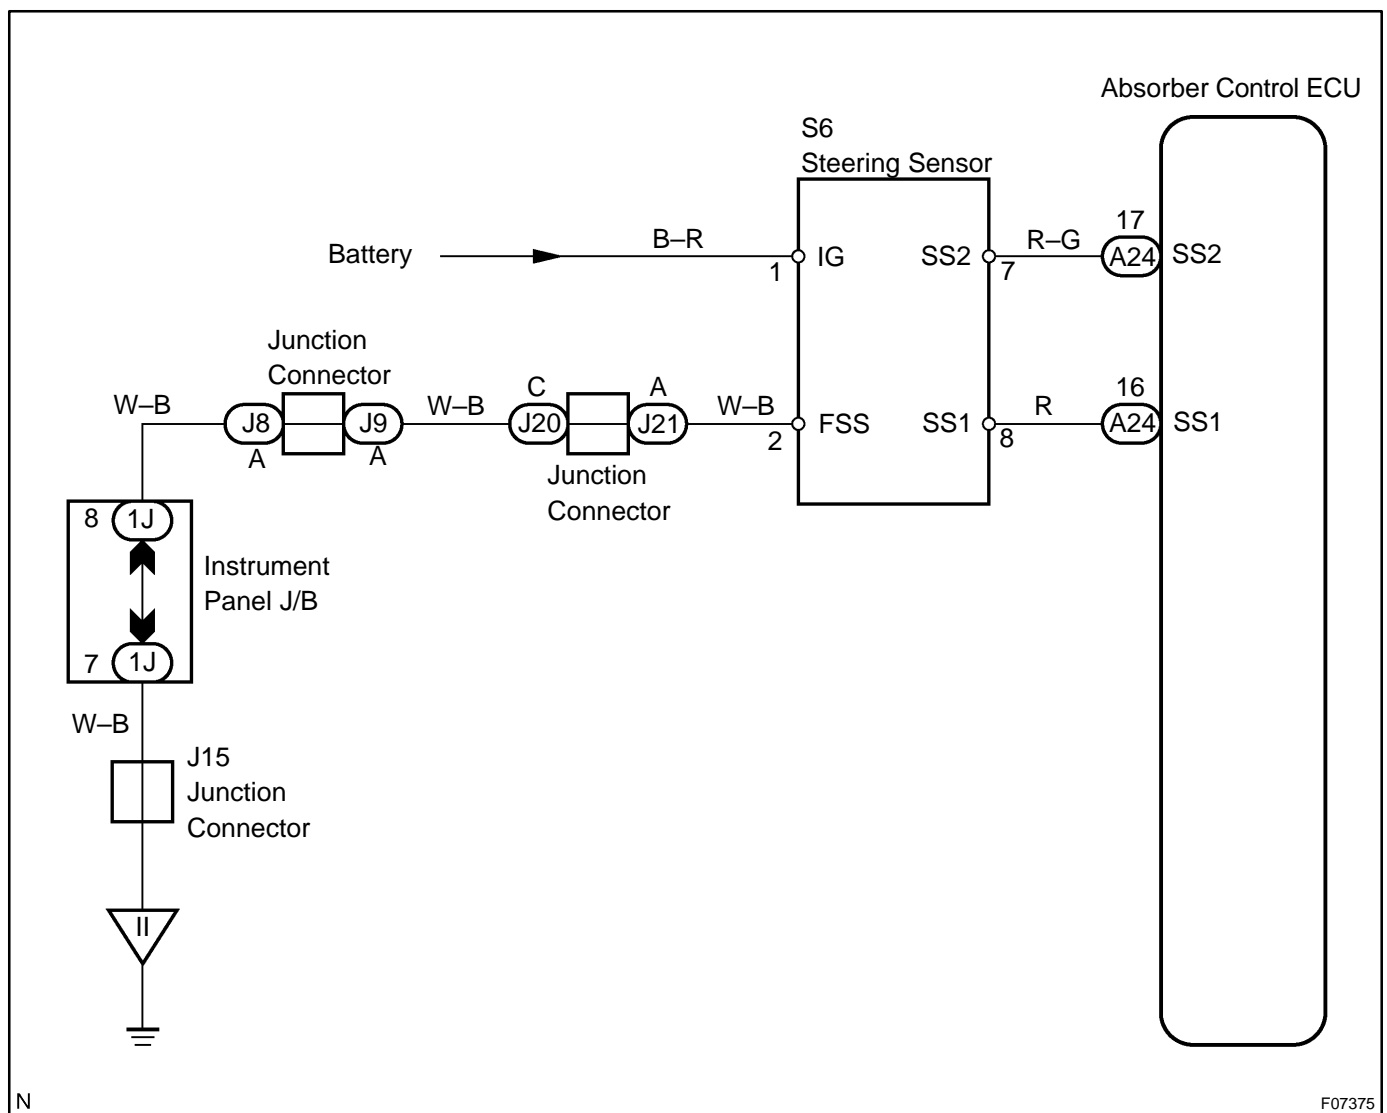 Absorber Control ECU
S6
Steering Sensor
17
Battery
B–R
1
IG
SS2
7
R–G
A24
SS2
Junction
Connector
C
A
16
W–B
J8
J9
W–B
J20
J21
W–B
2
FSS
SS1
8
R
A24
SS1
A
A
Junction
Connector
8
1J
Instrument
Panel J/B
7
1J
W–B
J15
Junction
Connector
II
N
F07375